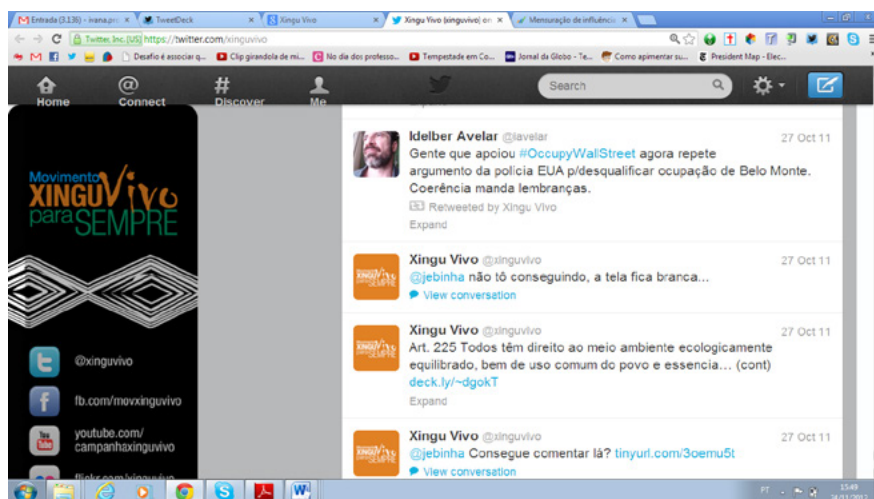 Entrada (3.136) - ivana.prc
TweetDeck
Xingu Vivo
Xingu Vivo (xinguvivo) on
Mensuração de influênci
Twitter, Inc. [US] https://twitter.com/xinguvivo
Desafio é associar q...
Clip girandola de mi...
No dia dos professo...
Tempestade em Co...
Jornal da Globo - Te...
Como apimentar su...
President Map - Elec...
Home
Connect
Discover
Me
Search
Movimento
XINGU Vivo
para SEMPRE
@xinguvivo
fb.com/movxinguvivo
youtube.com/
campanhaxinguvivo
flickr.com/xinguvivo
Idelber Avelar @iavelar 27 Oct 11
Gente que apoiou #OccupyWallStreet agora repete
argumento da polícia EUA p/desqualificar ocupação de Belo Monte.
Coerência manda lembranças.
Retweeted by Xingu Vivo
Expand
Xingu Vivo @xinguvivo 27 Oct 11
@jebinha não tô conseguindo, a tela fica branca...
View conversation
Xingu Vivo @xinguvivo 27 Oct 11
Art. 225 Todos têm direito ao meio ambiente ecologicamente
equilibrado, bem de uso comum do povo e essencia... (cont)
deck.ly/~dgokT
Expand
Xingu Vivo @xinguvivo 27 Oct 11
@jebinha Consegue comentar lá? tinyurl.com/3oemu5t
View conversation
PT
15:49